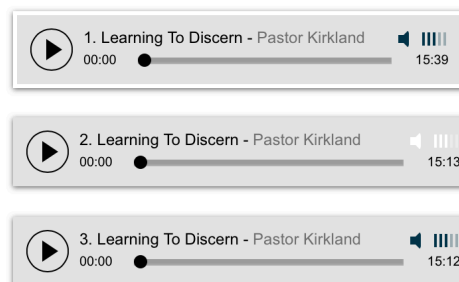 1. Learning To Discern - Pastor Kirkland
00:00 15:39
2. Learning To Discern - Pastor Kirkland
00:00 15:13
3. Learning To Discern - Pastor Kirkland
00:00 15:12